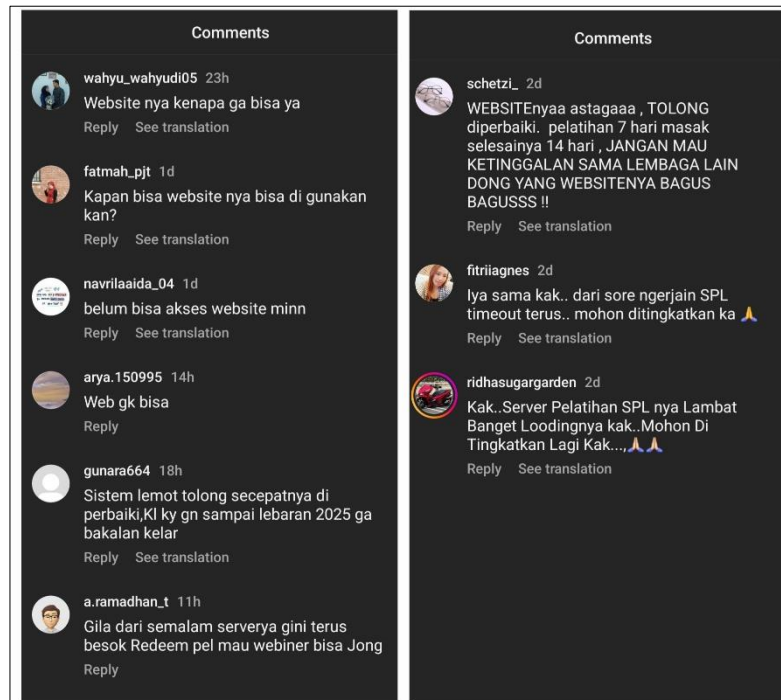 Comments
wahyu_wahyudi05 23h
Website nya kenapa ga bisa ya
Reply See translation
fatmah_pjt 1d
Kapan bisa website nya bisa di gunakan
kan?
Reply See translation
navrilaaida_04 1d
belum bisa akses website minn
Reply See translation
arya.150995 14h
Web gk bisa
Reply
gunara664 18h
Sistem lemot tolong secepatnya di
perbaiki,Kl ky gn sampai lebaran 2025 ga
bakalan kelar
Reply See translation
a.ramadhan_t 11h
Gila dari semalam serverya gini terus
besok Redeem pel mau webiner bisa Jong
Reply
Comments
schetzi_ 2d
WEBSITEnyaa astagaaa , TOLONG
diperbaiki. pelatihan 7 hari masak
selesainya 14 hari , JANGAN MAU
KETINGGALAN SAMA LEMBAGA LAIN
DONG YANG WEBSITENYA BAGUS
BAGUSSS !!
Reply See translation
fitriiagnes 2d
Iya sama kak.. dari sore ngerjain SPL
timeout terus.. mohon ditingkatkan ka 🙏
Reply See translation
ridhasugargarden 2d
Kak..Server Pelatihan SPL nya Lambat
Banget Loodingnya kak..Mohon Di
Tingkatkan Lagi Kak...,🙏🙏
Reply See translation